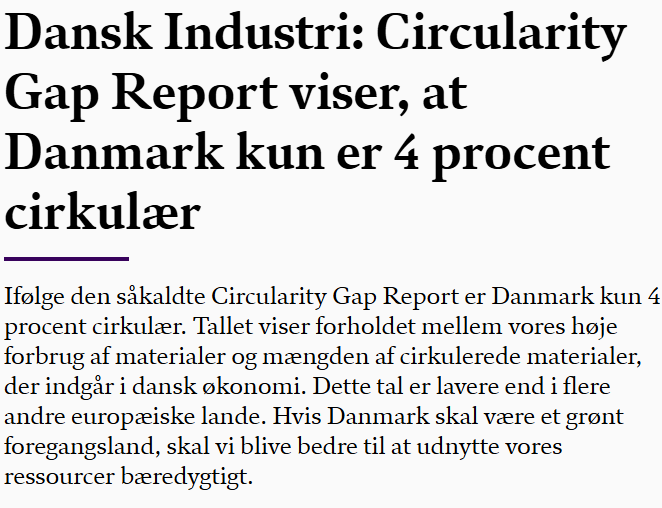 Dansk Industri: Circularity
Gap Report viser, at
Danmark kun er 4 procent
cirkulær
Ifølge den såkaldte Circularity Gap Report er Danmark kun 4
procent cirkulær. Tallet viser forholdet mellem vores høje
forbrug af materialer og mængden af cirkulerede materialer,
der indgår i dansk økonomi. Dette tal er lavere end i flere
andre europæiske lande. Hvis Danmark skal være et grønt
foregangsland, skal vi blive bedre til at udnytte vores
ressourcer bæredygtigt.